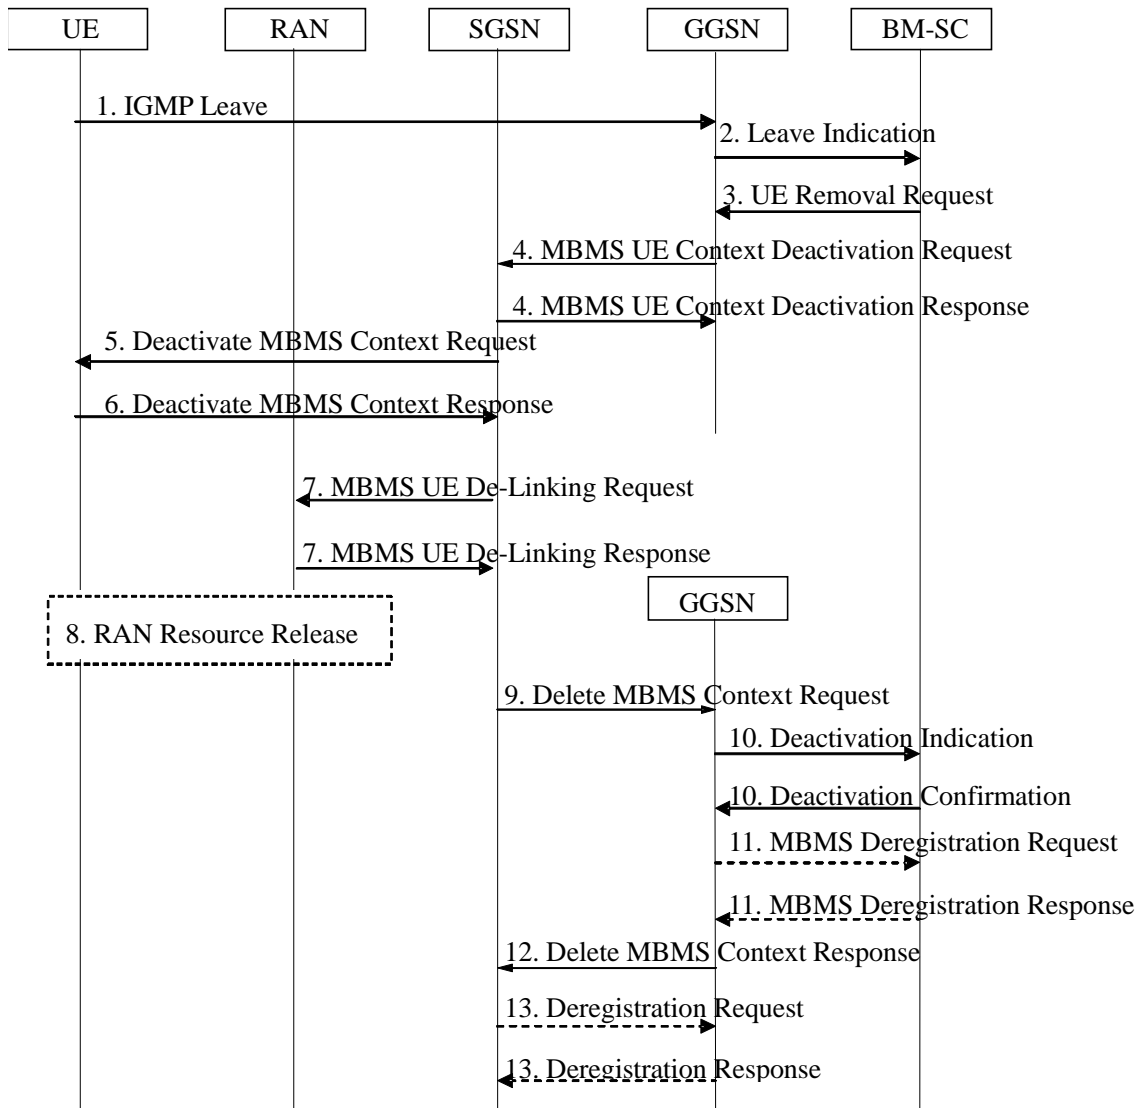 UE
RAN
SGSN
GGSN
BM-SC
1. IGMP Leave
2. Leave Indication
3. UE Removal Request
4. MBMS UE Context Deactivation Request
4. MBMS UE Context Deactivation Response
5. Deactivate MBMS Context Request
6. Deactivate MBMS Context Response
7. MBMS UE De-Linking Request
7. MBMS UE De-Linking Response
GGSN
8. RAN Resource Release
9. Delete MBMS Context Request
10. Deactivation Indication
10. Deactivation Confirmation
11. MBMS Deregistration Request
11. MBMS Deregistration Response
12. Delete MBMS Context Response
13. Deregistration Request
13. Deregistration Response